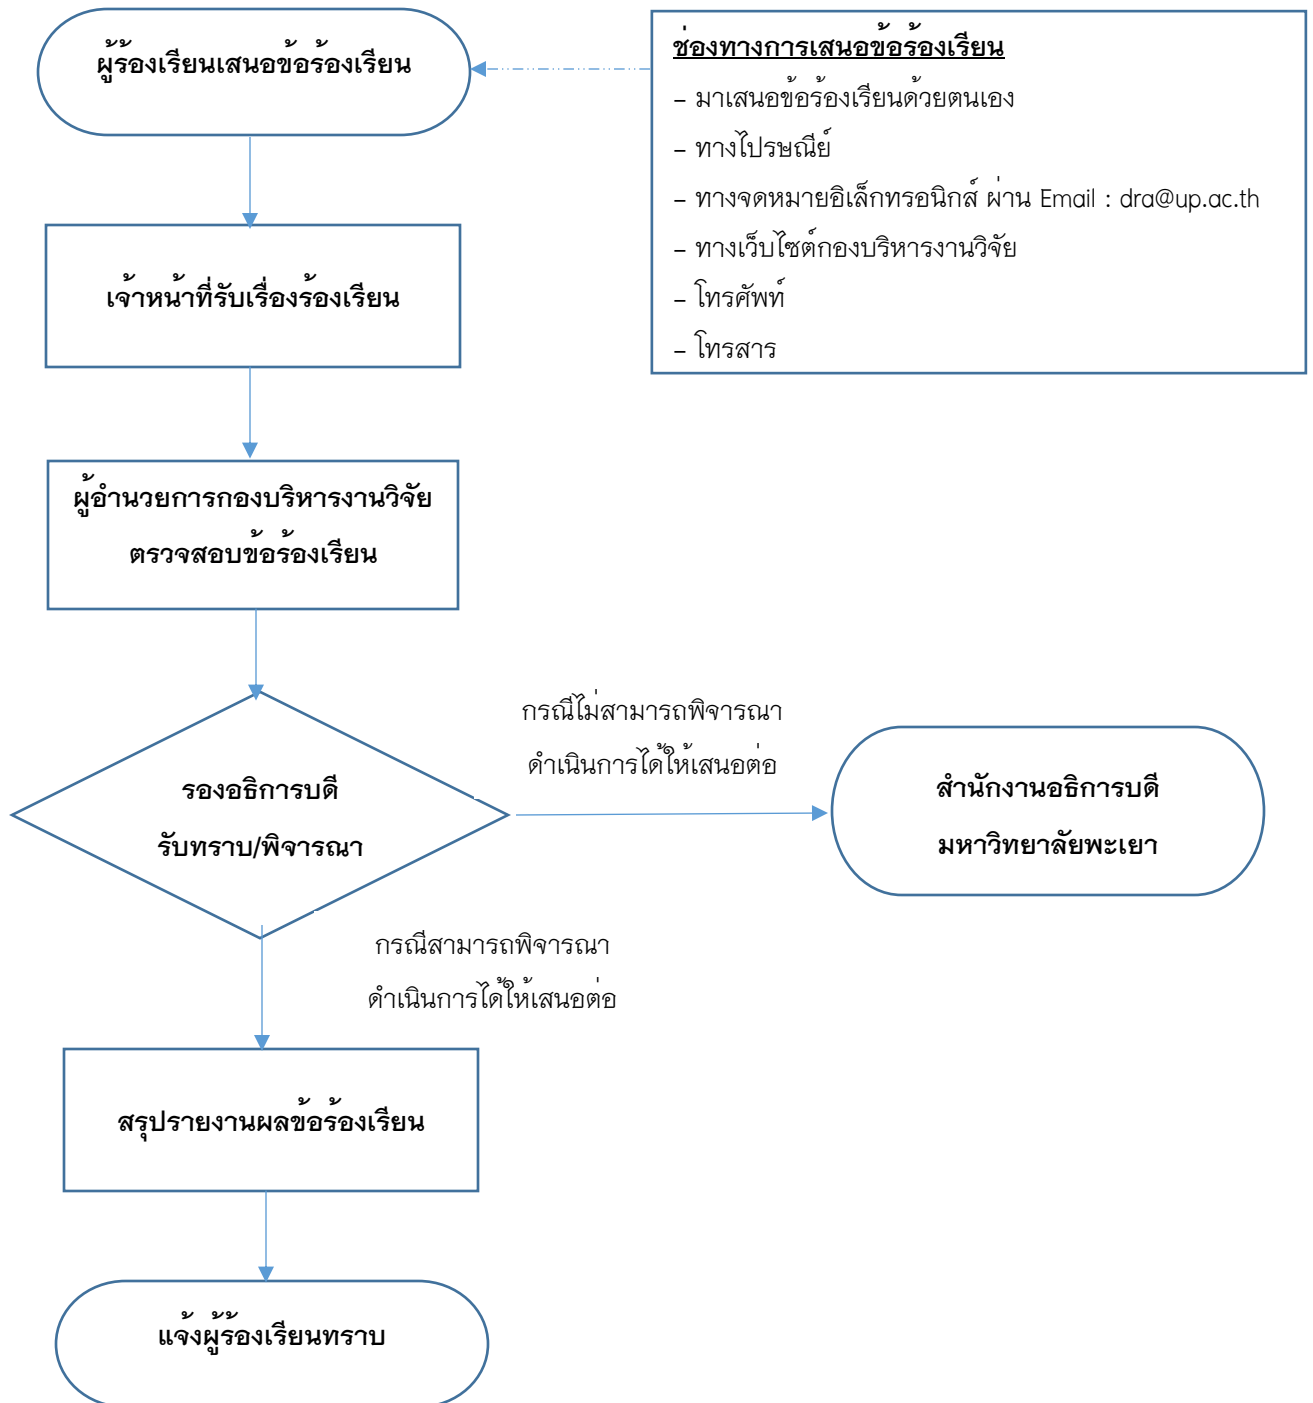 ผู้ร้องเรียนเสนอข้อร้องเรียน
ช่องทางการเสนอข้อร้องเรียน
– มาเสนอข้อร้องเรียนด้วยตนเอง
– ทางไปรษณีย์
– ทางจดหมายอิเล็กทรอนิกส์ ผ่าน Email : dra@up.ac.th
– ทางเว็บไซต์กองบริหารงานวิจัย
– โทรศัพท์
– โทรสาร
เจ้าหน้าที่รับเรื่องร้องเรียน
ผู้อำนวยการกองบริหารงานวิจัย
ตรวจสอบข้อร้องเรียน
รองอธิการบดี
รับทราบ/พิจารณา
กรณีไม่สามารถพิจารณา
ดำเนินการได้ให้เสนอต่อ
สำนักงานอธิการบดี
มหาวิทยาลัยพะเยา
กรณีสามารถพิจารณา
ดำเนินการได้ให้เสนอต่อ
สรุปรายงานผลข้อร้องเรียน
แจ้งผู้ร้องเรียนทราบ